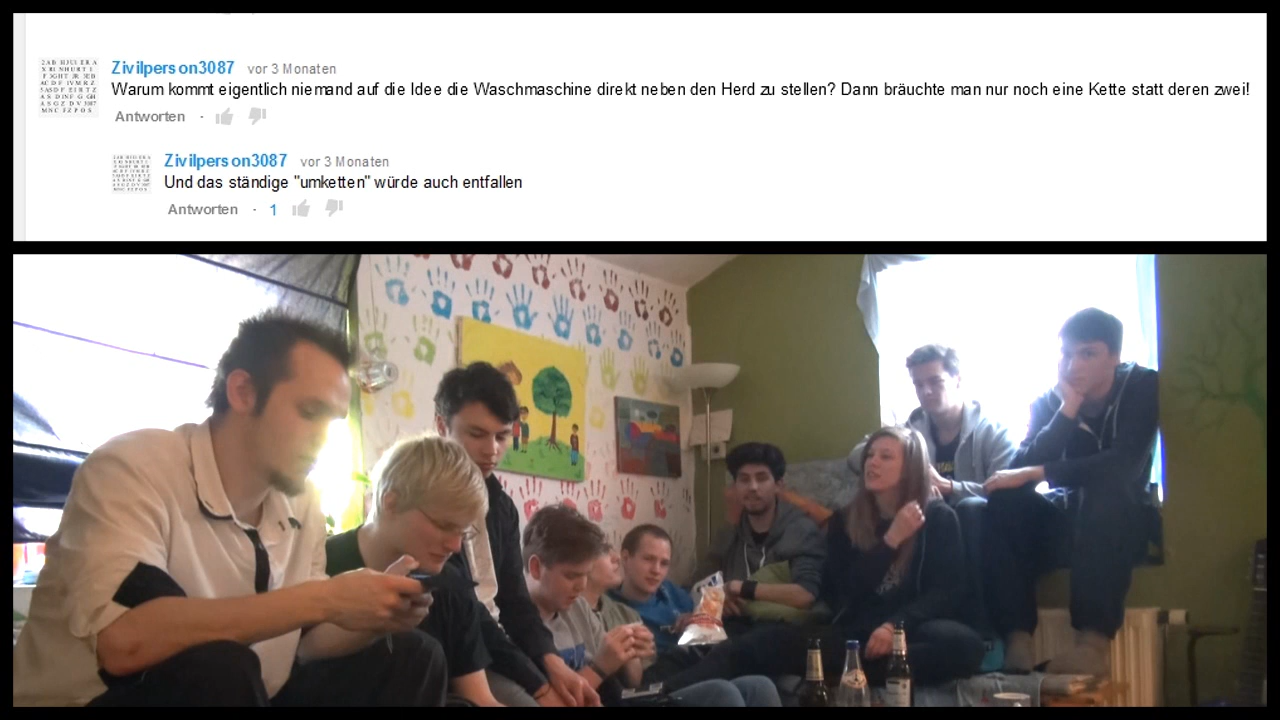 Zivilperson3087 vor 3 Monaten
Warum kommt eigentlich niemand auf die Idee die Waschmaschine direkt neben den Herd zu stellen? Dann bräuchte man nur noch eine Kette statt deren zwei!
Antworten ·
Zivilperson3087 vor 3 Monaten
Und das ständige "umketten" würde auch entfallen
Antworten · 1